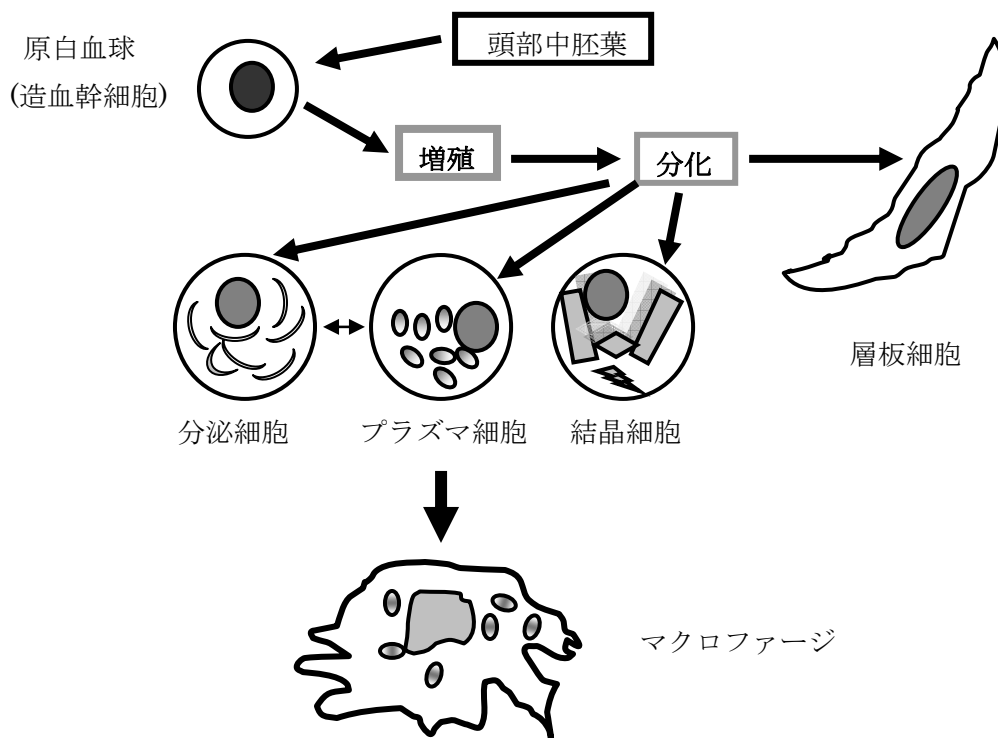 原白血球
(造血幹細胞)
頭部中胚葉
増殖
分化
層板細胞
分泌細胞
プラズマ細胞
結晶細胞
マクロファージ